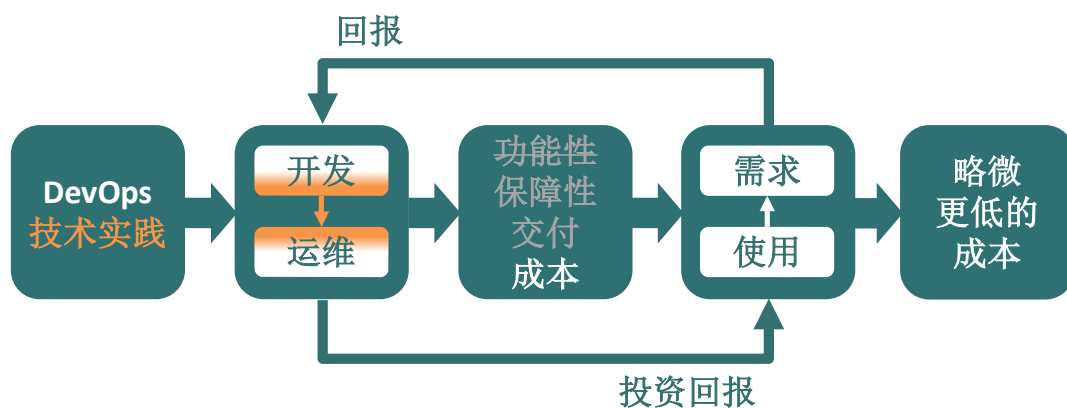 回报
DevOps
技术实践
开发
运维
功能性
保障性
交付
成本
需求
使用
略微
更低的
成本
投资回报